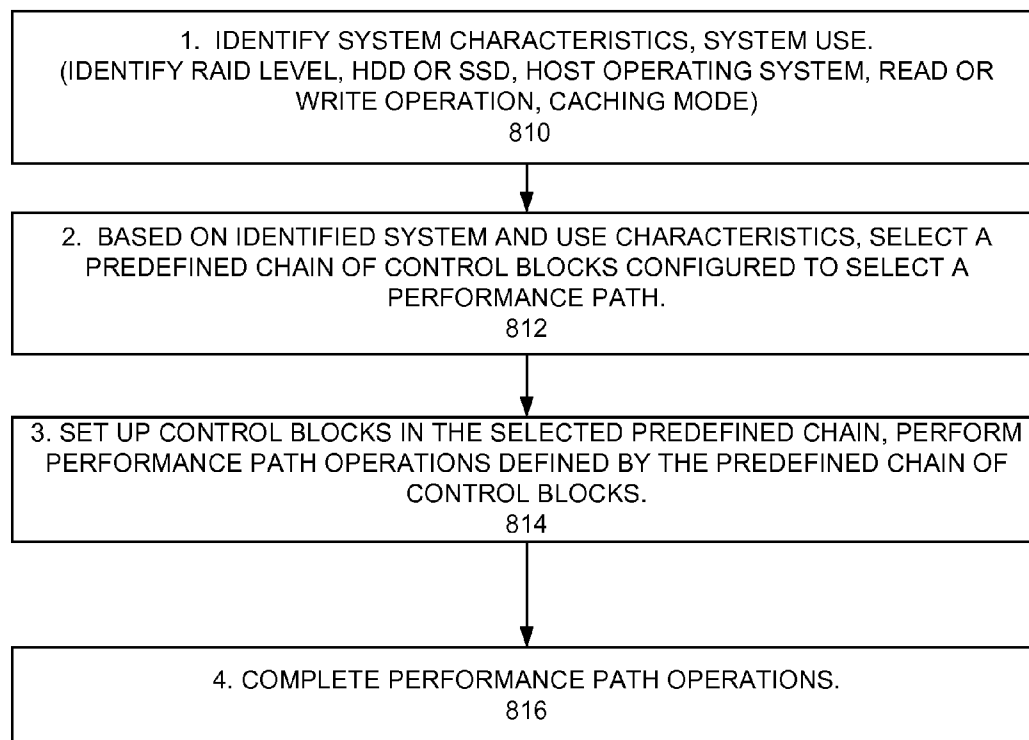 1. IDENTIFY SYSTEM CHARACTERISTICS, SYSTEM USE.
(IDENTIFY RAID LEVEL, HDD OR SSD, HOST OPERATING SYSTEM, READ OR
WRITE OPERATION, CACHING MODE)
810
2. BASED ON IDENTIFIED SYSTEM AND USE CHARACTERISTICS, SELECT A
PREDEFINED CHAIN OF CONTROL BLOCKS CONFIGURED TO SELECT A
PERFORMANCE PATH.
812
3. SET UP CONTROL BLOCKS IN THE SELECTED PREDEFINED CHAIN, PERFORM
PERFORMANCE PATH OPERATIONS DEFINED BY THE PREDEFINED CHAIN OF
CONTROL BLOCKS.
814
4. COMPLETE PERFORMANCE PATH OPERATIONS.
816